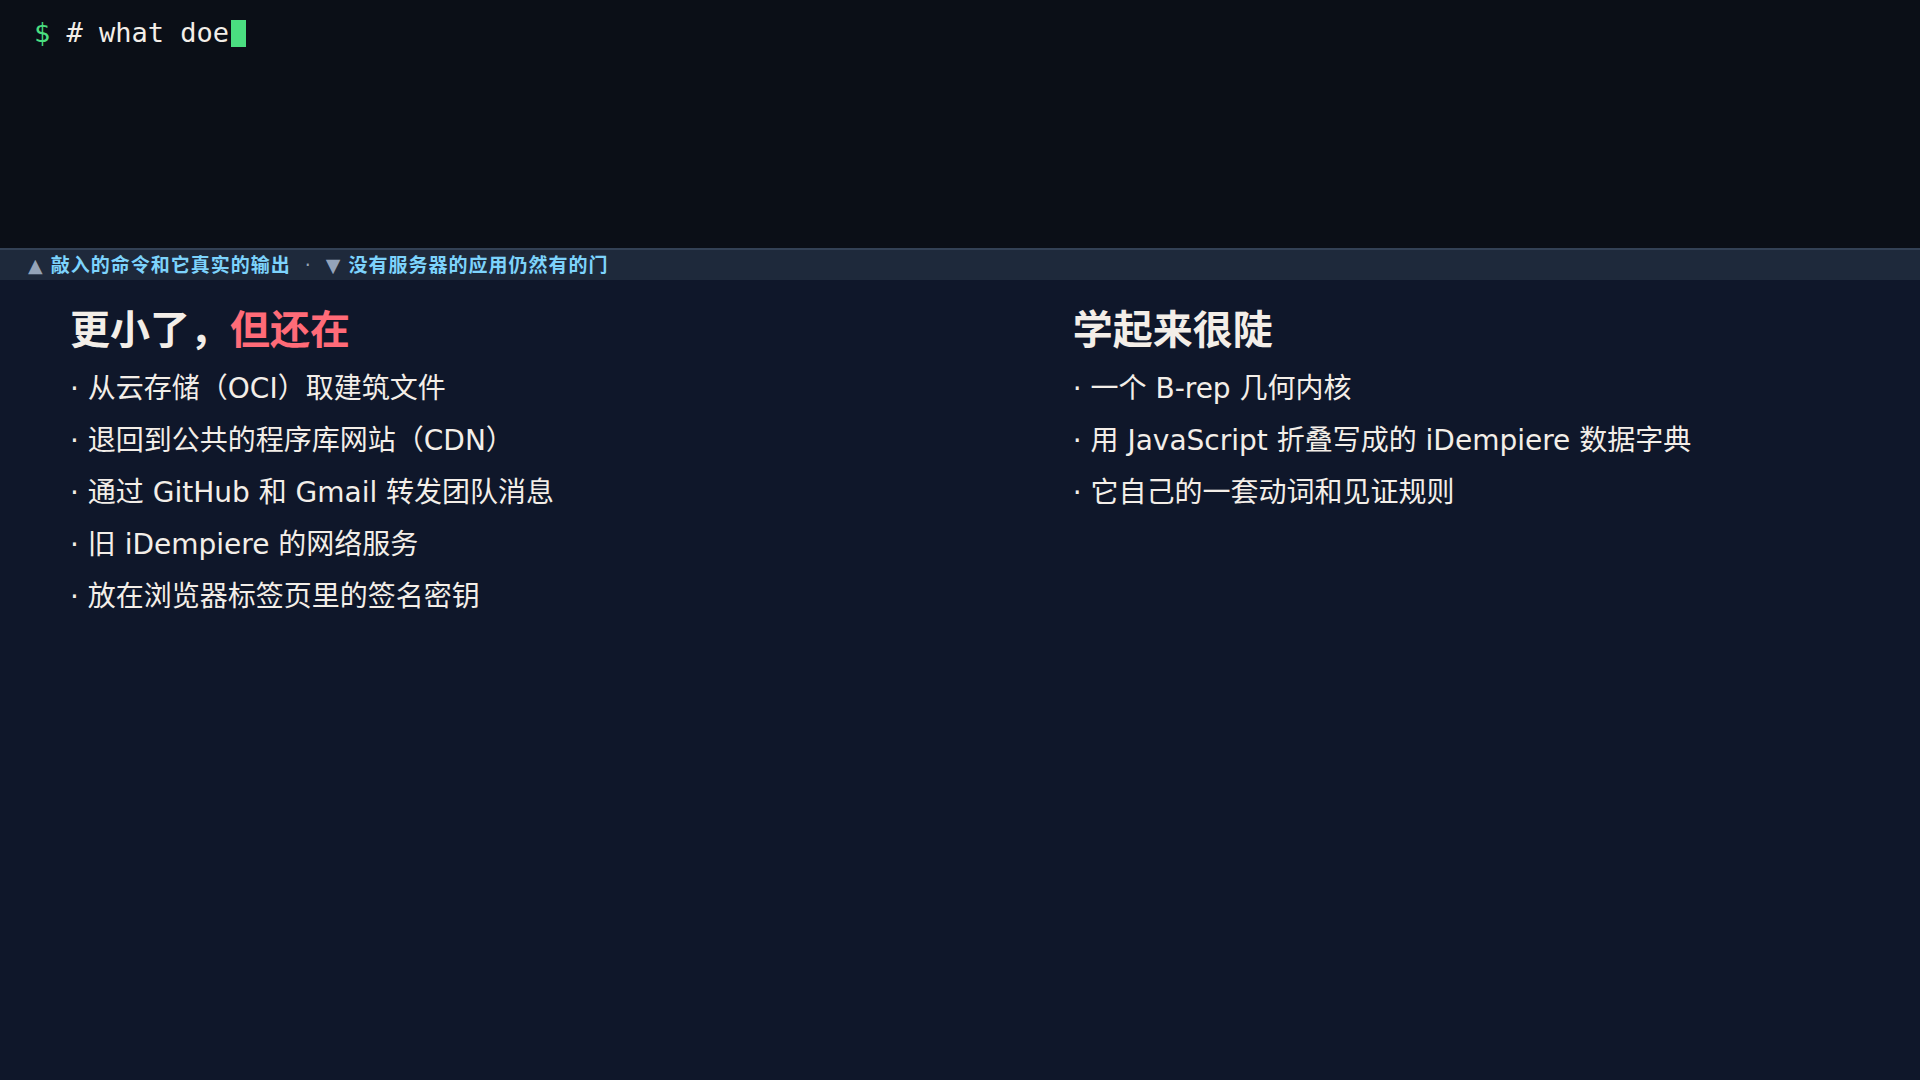 $ # what doe
▲ 敲入的命令和它真实的输出 · ▼ 没有服务器的应用仍然有的门
更小了，但还在
· 从云存储（OCI）取建筑文件
· 退回到公共的程序库网站（CDN）
· 通过 GitHub 和 Gmail 转发团队消息
· 旧 iDempiere 的网络服务
· 放在浏览器标签页里的签名密钥
学起来很陡
· 一个 B-rep 几何内核
· 用 JavaScript 折叠写成的 iDempiere 数据字典
· 它自己的一套动词和见证规则